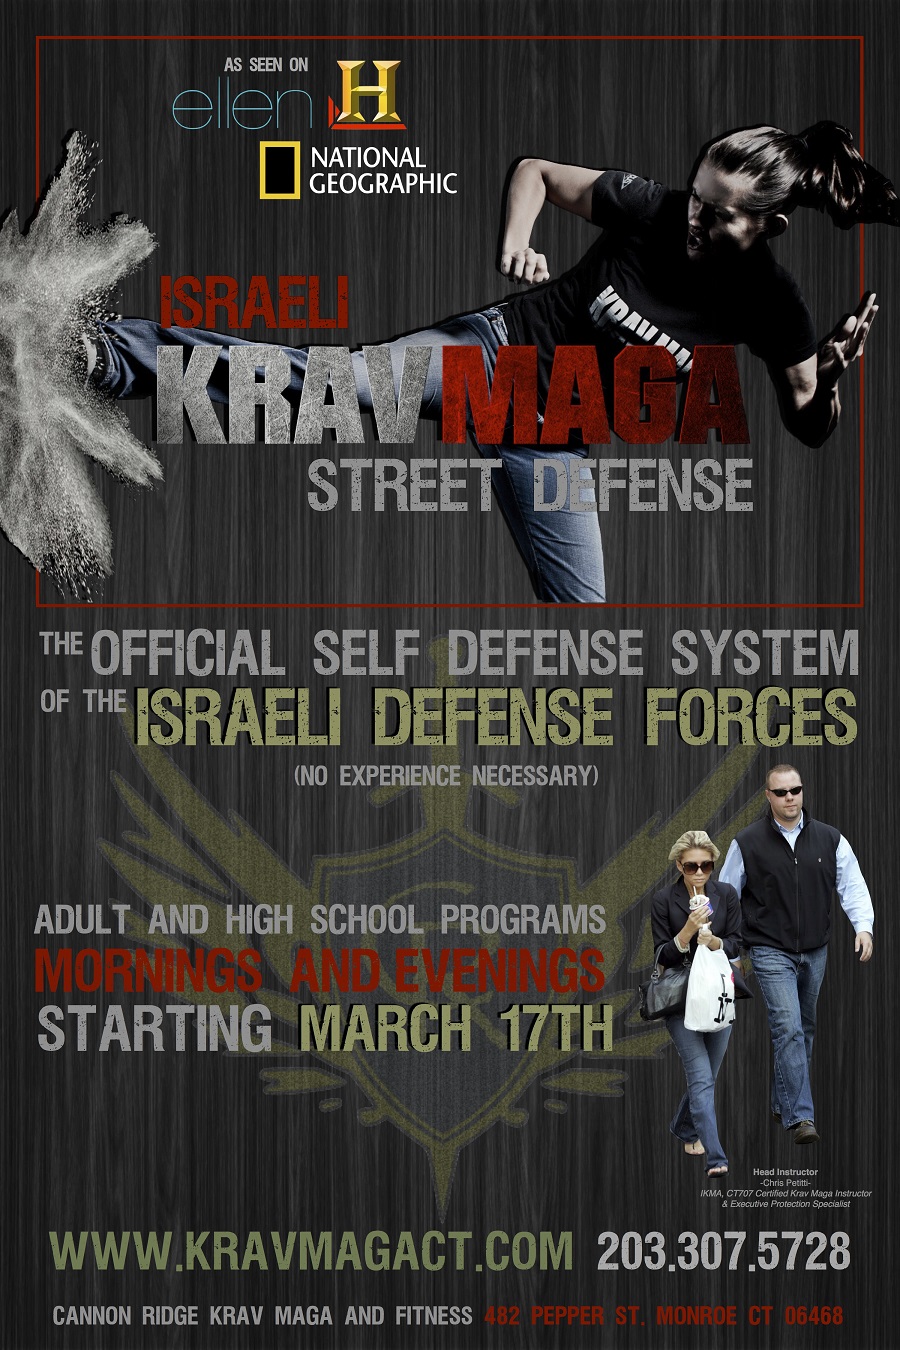 AS SEEN ON
ellen H
NATIONAL
GEOGRAPHIC
KRAV MA
ISRAELI
KRAVMAGA
STREET DEFENSE
THE OFFICIAL SELF DEFENSE SYSTEM
OF THE ISRAELI DEFENSE FORCES
(NO EXPERIENCE NECESSARY)
ADULT AND HIGH SCHOOL PROGRAMS
MORNINGS AND EVENINGS
STARTING MARCH 17TH
Head Instructor
-Chris Petitti-
IKMA, CT707 Certified Krav Maga Instructor
& Executive Protection Specialist
WWW.KRAVMAGACT.COM 203.307.5728
CANNON RIDGE KRAV MAGA AND FITNESS 482 PEPPER ST. MONROE CT 06468